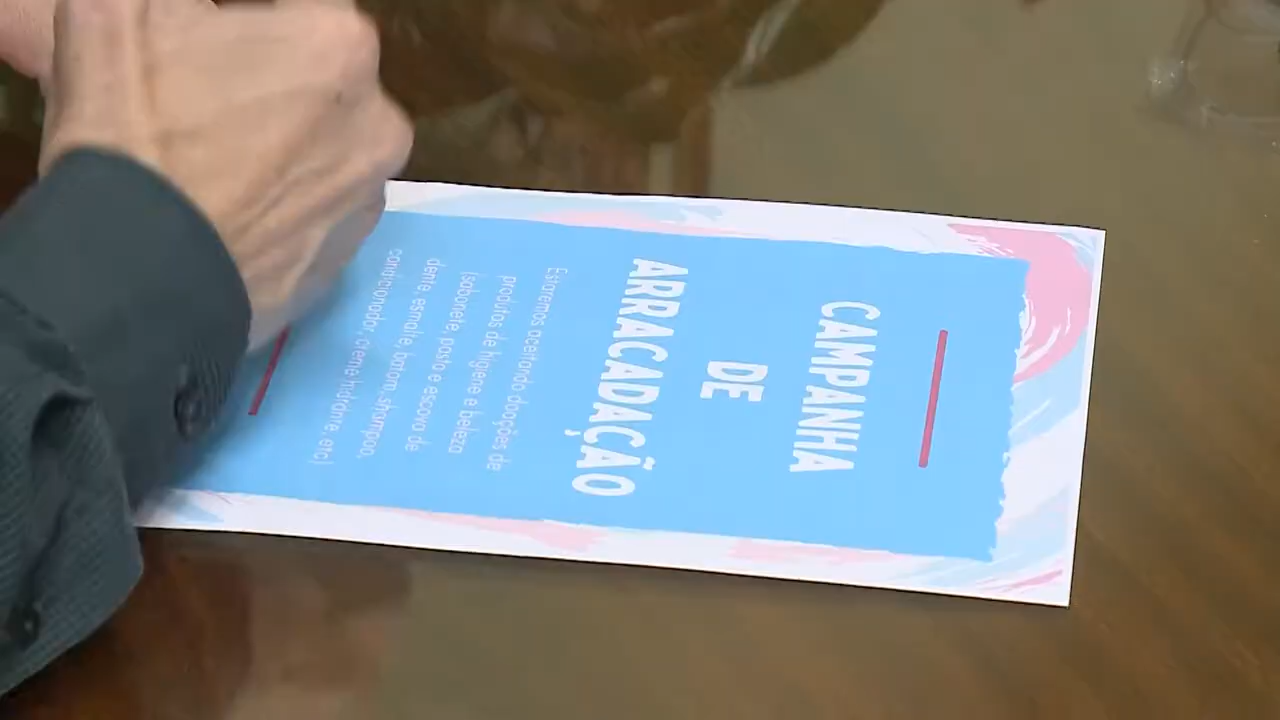 CAMPANHA
DE
ARRACADAÇÃO
Estaremos aceitando doações de
produtos de higiene e beleza
(sabonete, pasta e escova de
dente, esmalte, batom, shampoo,
condicionador, creme hidrante, etc)